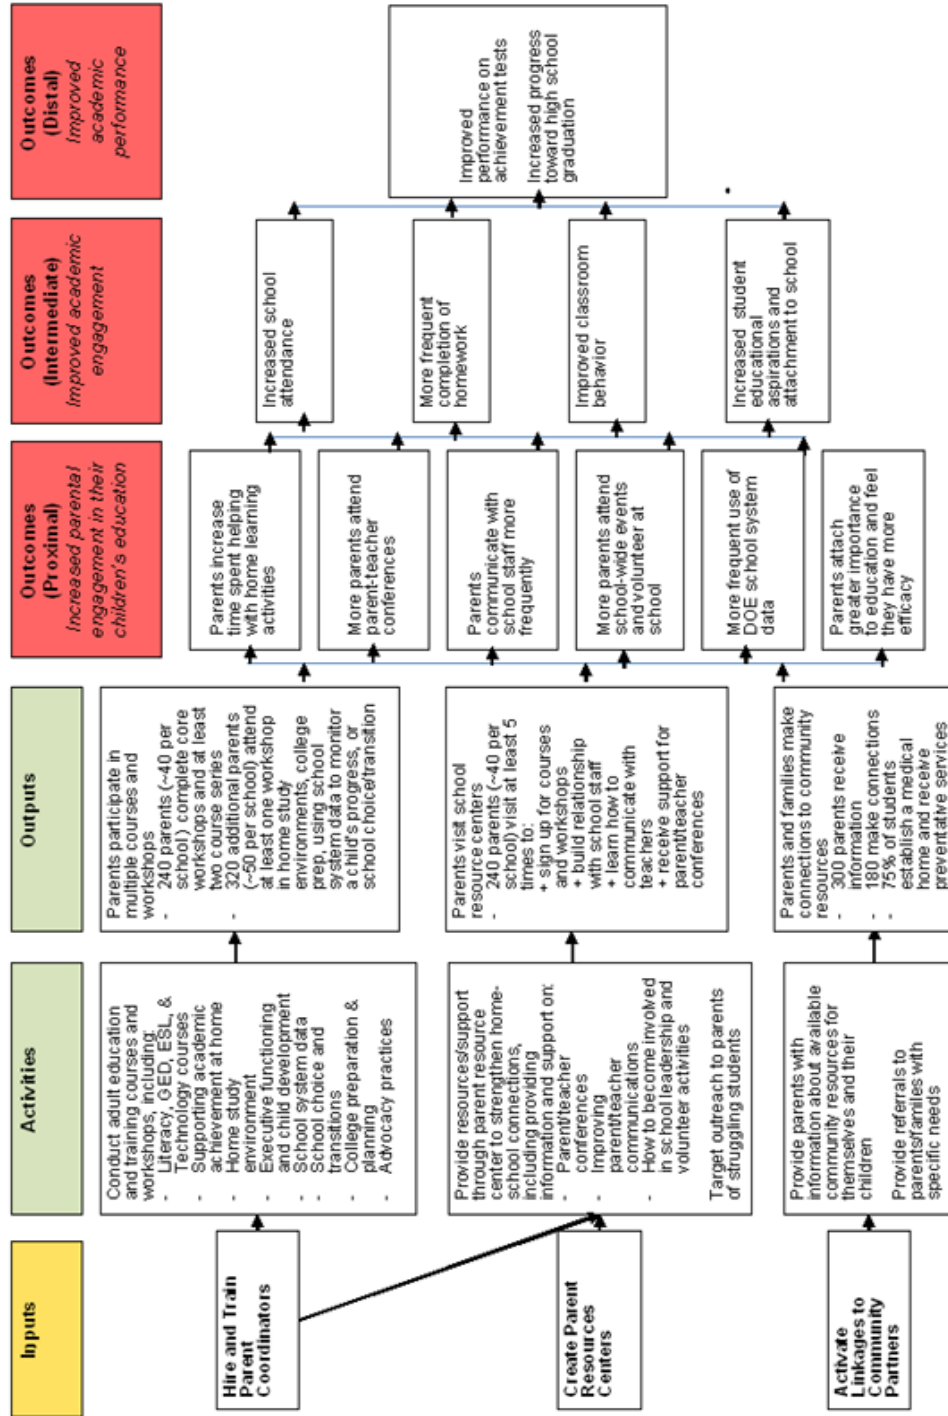 Inputs
Activities
Outputs
Outcomes
(Proximal)
Increased parental
engagement in their
children's education
Outcomes
(Intermediate)
Improved academic
engagement
Outcomes
(Distal)
Improved
academic
performance
Hire and Train
Parent
Coordinators
Create Parent
Resources
Centers
Activate
Linkages to
Community
Partners
Conduct adult education
and training courses and
workshops, including:
- Literacy, GED, ESL, &
Technology courses
- Supporting academic
achievement at home
- Home study
environment
- Executive functioning
and child development
- School system data
- School choice and
transitions
- College preparation &
planning
- Advocacy practices
Provide resources/support
through parent resource
center to strengthen home-
school connections,
including providing
information and support on:
- Parent/teacher
conferences
- Improving
parent/teacher
communications
- How to become involved
in school leadership and
volunteer activities
Target outreach to parents
of struggling students
Provide parents with
information about available
community resources for
themselves and their
children
Provide referrals to
parents/families with
specific needs
Parents participate in
multiple courses and
workshops
- 240 parents (~40 per
school) complete core
workshops and at least
two course series
- 320 additional parents
(~50 per school) attend
at least one workshop
in home study
environments, college
prep, using school
system data to monitor
a child's progress, or
school choice/transition
Parents visit school
resource centers
- 240 parents (~40 per
school) visit at least 5
times to:
+ sign up for courses
and workshops
+ build relationship
with school staff
+ learn how to
communicate with
teachers
+ receive support for
parent/teacher
conferences
Parents and families make
connections to community
resources
- 300 parents receive
information
- 180 make connections
- 75% of students
establish a medical
home and receive
preventative services
Parents increase
time spent helping
with home learning
activities
More parents attend
parent-teacher
conferences
Parents
communicate with
school staff more
frequently
More parents attend
school-wide events
and volunteer at
school
More frequent use of
DOE school system
data
Parents attach
greater importance
to education and feel
they have more
efficacy
Increased school
attendance
More frequent
completion of
homework
Improved classroom
behavior
Increased student
educational
aspirations and
attachment to school
Improved
performance on
achievement tests
Increased progress
toward high school
graduation